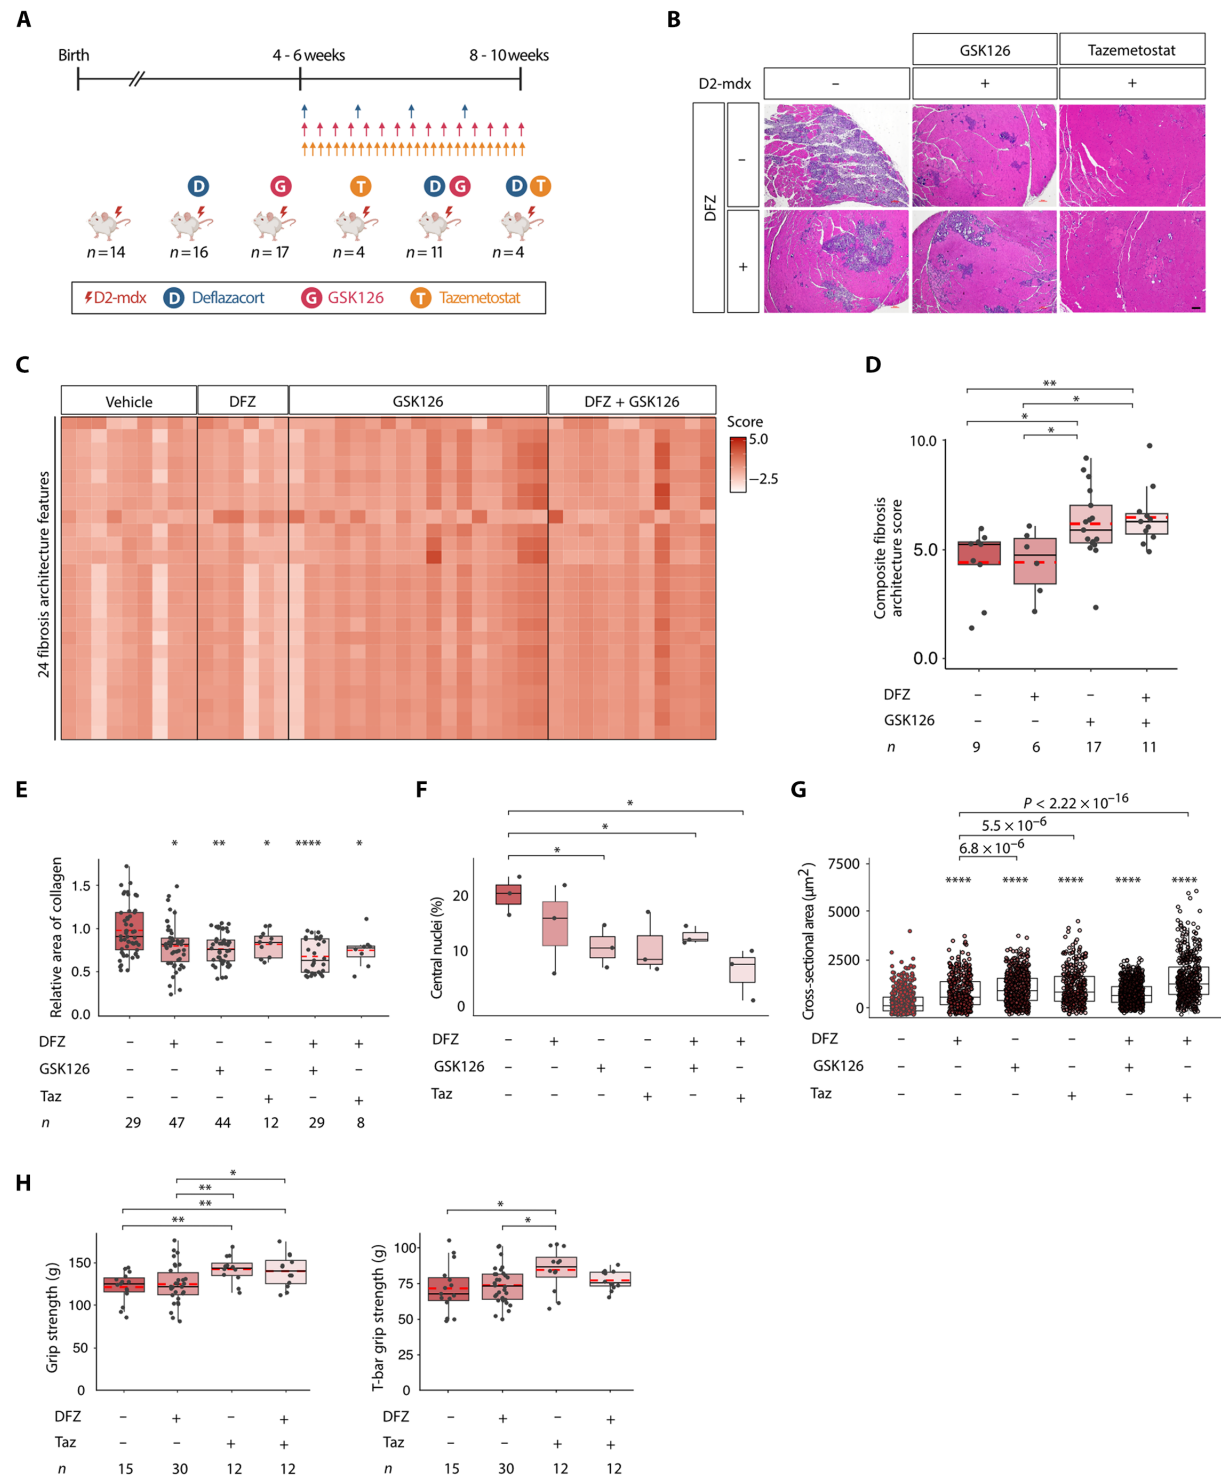 A
Birth
4 - 6 weeks
8 - 10 weeks
D G T D G D T
n = 14 n = 16 n = 17 n = 4 n = 11 n = 4
D2-mdx D Deflazacort G GSK126 T Tazemetostat
B
GSK126 Tazemetostat
D2-mdx – + +
DFZ
–
+
C
Vehicle DFZ GSK126 DFZ + GSK126
24 fibrosis architecture features
Score
5.0
−2.5
D
**
*
*
*
Composite fibrosis
architecture score
10.0
5.0
0.0
DFZ – + – +
GSK126 – – + +
n 9 6 17 11
E
* ** * **** *
Relative area of collagen
1.5
1.0
0.5
0.0
DFZ – + – – + +
GSK126 – – + – + –
Taz – – – + – +
n 29 47 44 12 29 8
F
*
*
*
Central nuclei (%)
20
10
0
DFZ – + – – + +
GSK126 – – + – + –
Taz – – – + – +
G
P < 2.22 × 10−16
5.5 × 10−6
6.8 × 10−6
**** **** **** **** ****
Cross-sectional area (µm2)
7500
5000
2500
0
DFZ – + – – + +
GSK126 – – + – + –
Taz – – – + – +
H
*
**
**
**
Grip strength (g)
150
100
50
0
DFZ – + – +
Taz – – + +
n 15 30 12 12
*
*
T-bar grip strength (g)
100
75
50
25
0
DFZ – + – +
Taz – – + +
n 15 30 12 12